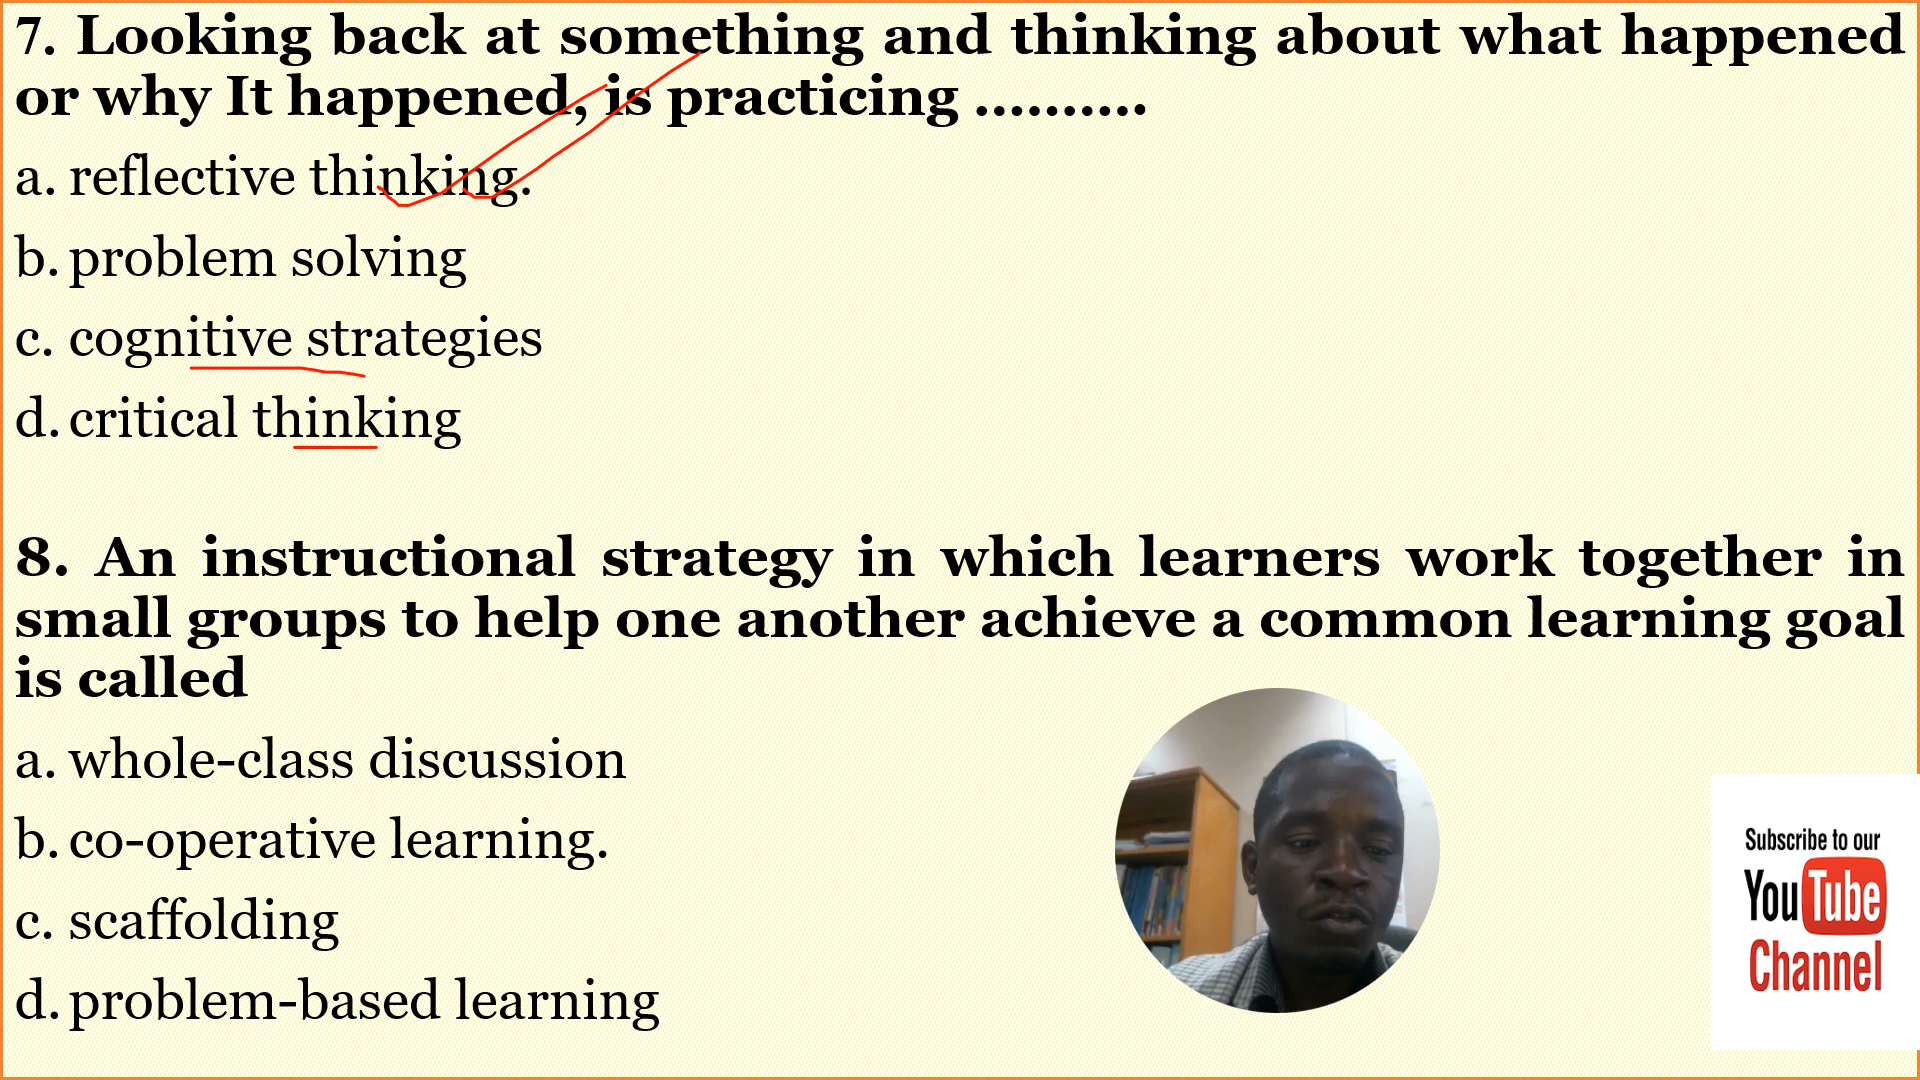 7. Looking back at something and thinking about what happened
or why It happened, is practicing ..........
a. reflective thinking.
b. problem solving
c. cognitive strategies
d. critical thinking
8. An instructional strategy in which learners work together in
small groups to help one another achieve a common learning goal
is called
a. whole-class discussion
b. co-operative learning.
c. scaffolding
d. problem-based learning
Subscribe to our
YouTube
Channel